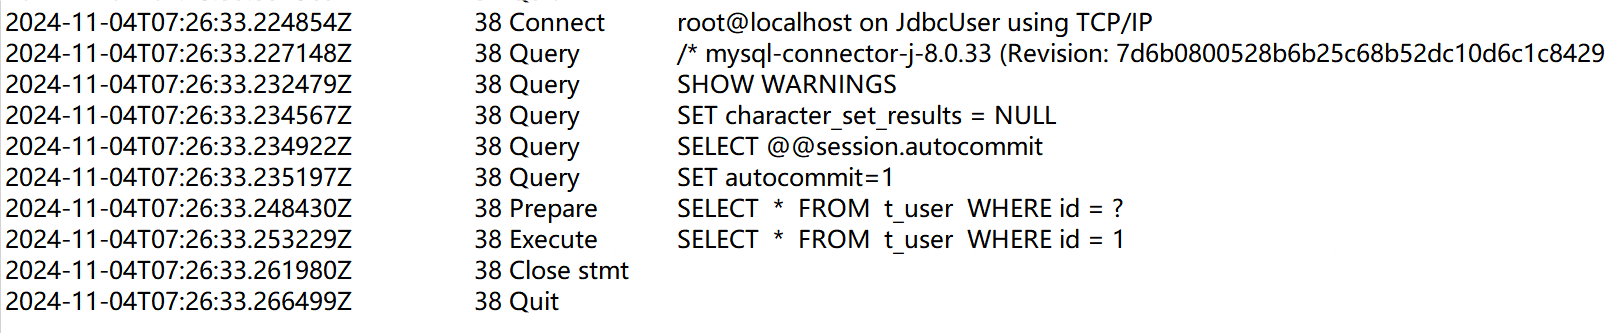 2024-11-04T07:26:33.224854Z 38 Connect root@localhost on JdbcUser using TCP/IP
2024-11-04T07:26:33.227148Z 38 Query /* mysql-connector-j-8.0.33 (Revision: 7d6b0800528b6b25c68b52dc10d6c1c8429
2024-11-04T07:26:33.232479Z 38 Query SHOW WARNINGS
2024-11-04T07:26:33.234567Z 38 Query SET character_set_results = NULL
2024-11-04T07:26:33.234922Z 38 Query SELECT @@session.autocommit
2024-11-04T07:26:33.235197Z 38 Query SET autocommit=1
2024-11-04T07:26:33.248430Z 38 Prepare SELECT * FROM t_user WHERE id = ?
2024-11-04T07:26:33.253229Z 38 Execute SELECT * FROM t_user WHERE id = 1
2024-11-04T07:26:33.261980Z 38 Close stmt
2024-11-04T07:26:33.266499Z 38 Quit